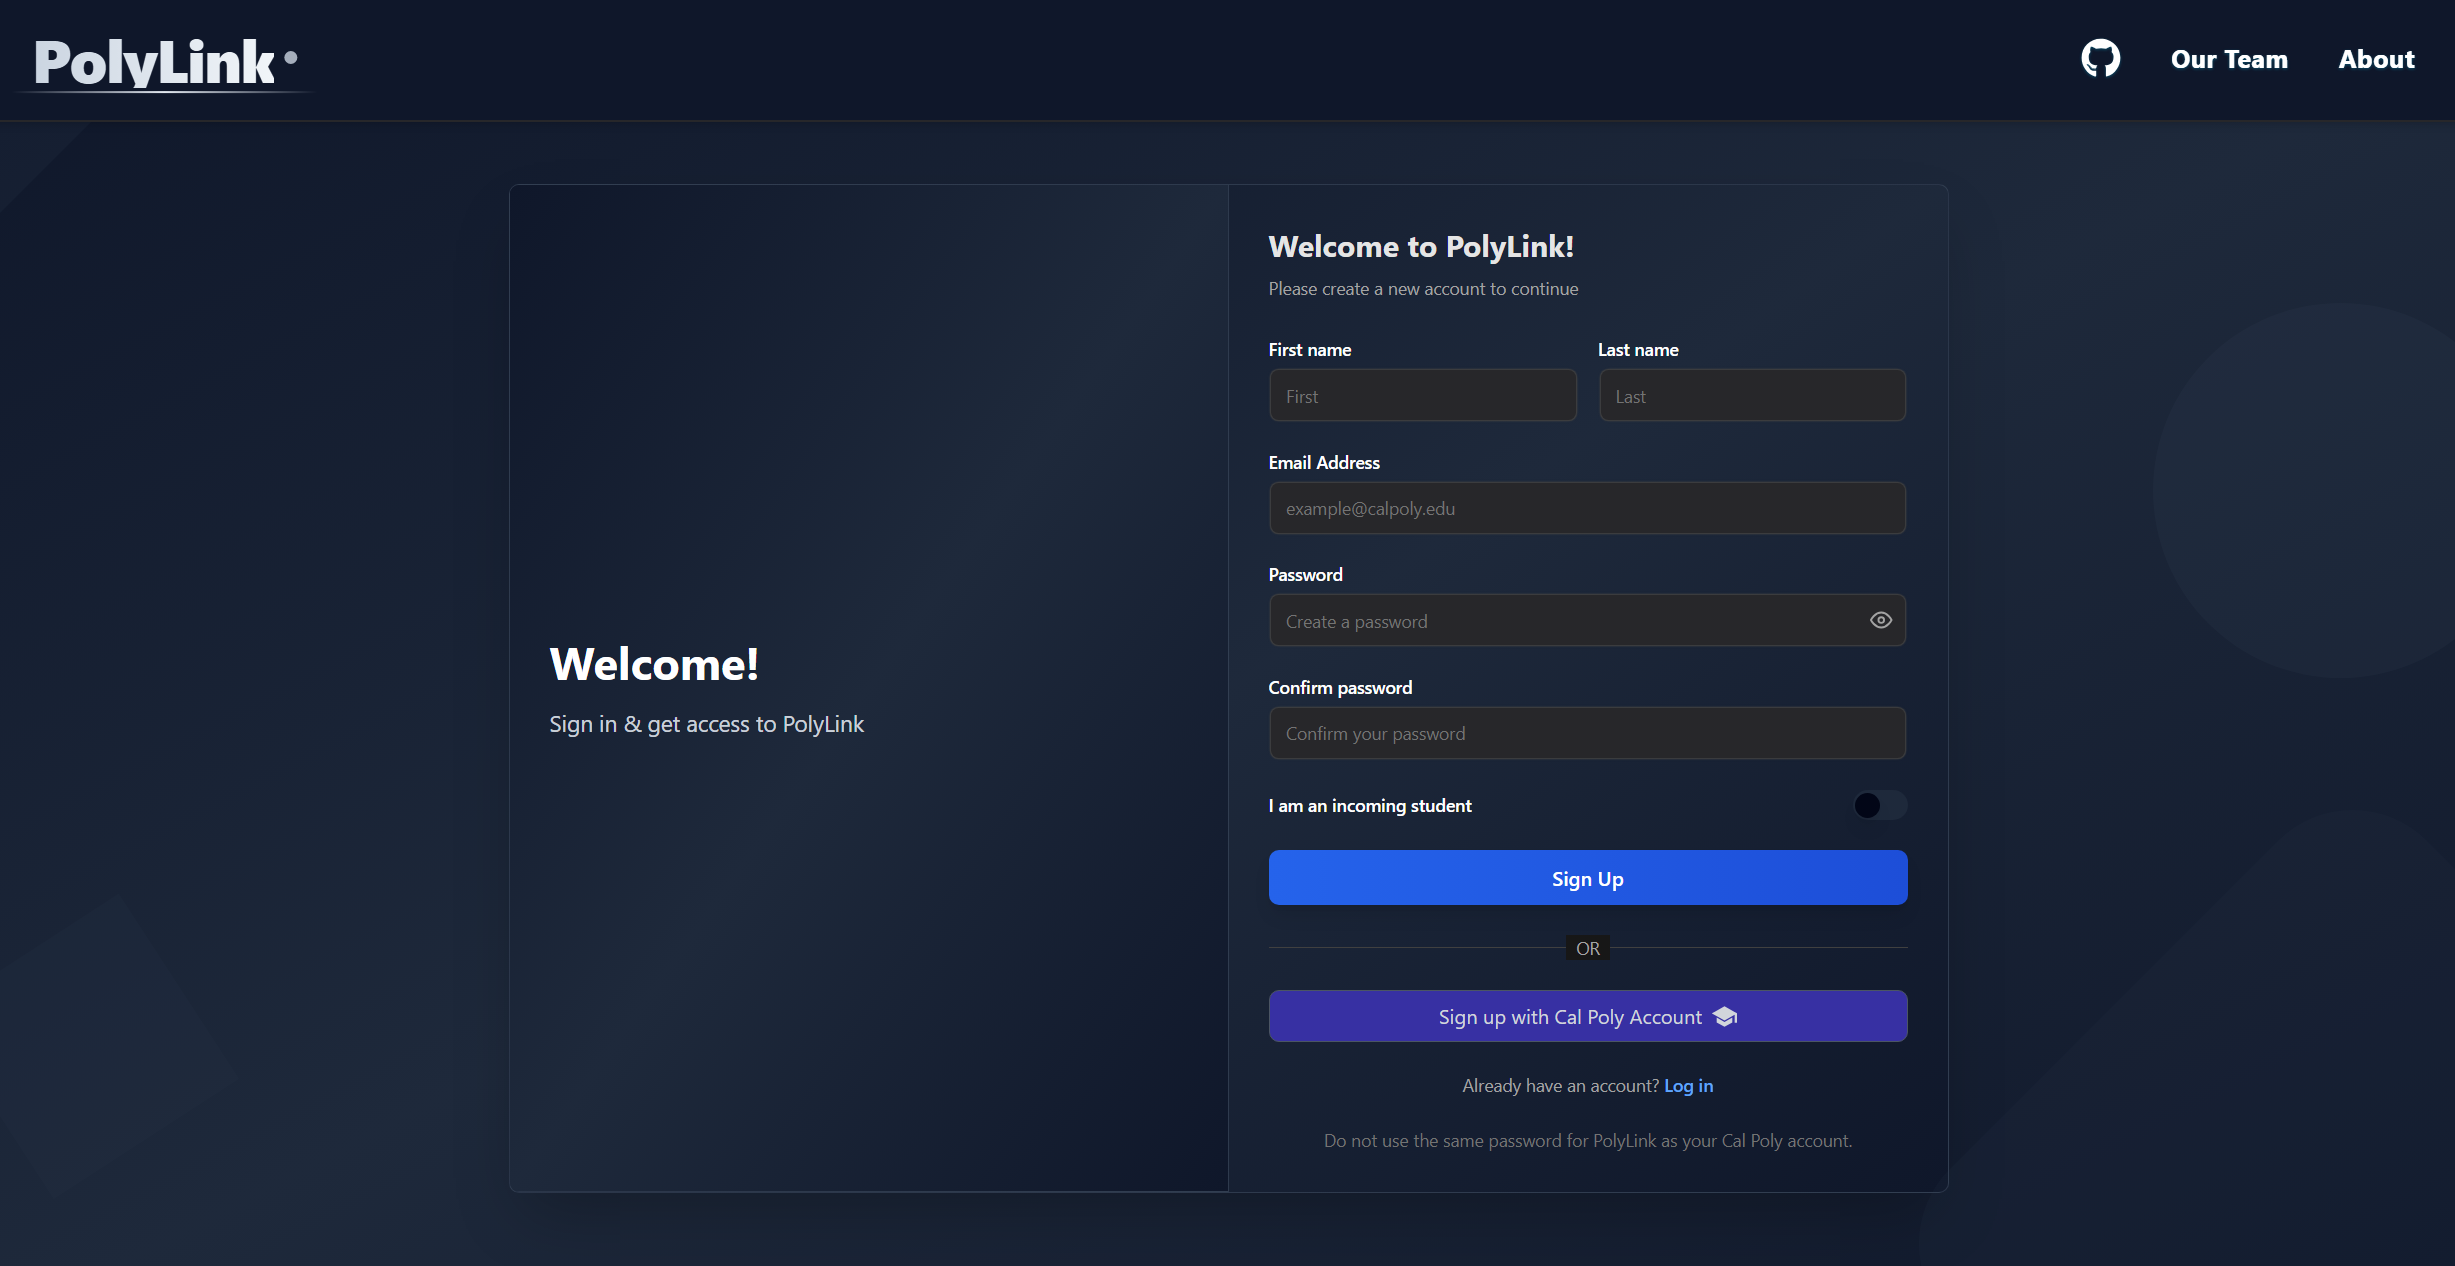 PolyLink
Our Team
About
Welcome!
Sign in & get access to PolyLink
Welcome to PolyLink!
Please create a new account to continue
First name
Last name
First
Last
Email Address
example@calpoly.edu
Password
Create a password
Confirm password
Confirm your password
I am an incoming student
Sign Up
OR
Sign up with Cal Poly Account
Already have an account? Log in
Do not use the same password for PolyLink as your Cal Poly account.